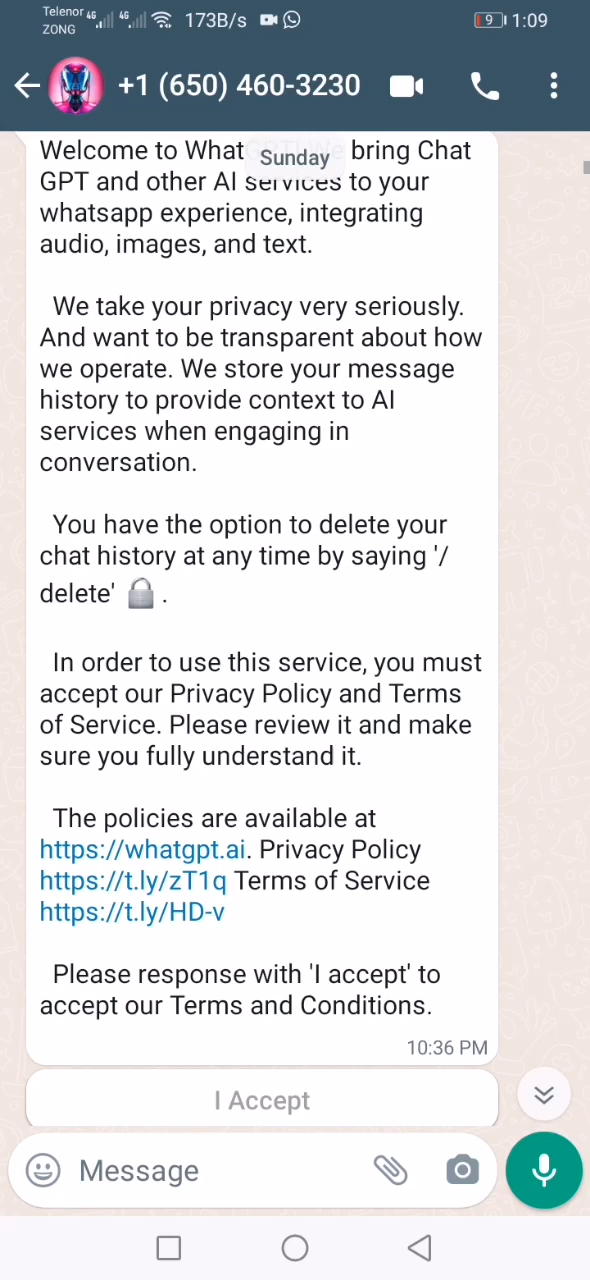 Telenor 4G 4G 173B/s 9 1:09
ZONG
+1 (650) 460-3230
Sunday
Welcome to WhatGPT! We bring Chat
GPT and other AI services to your
whatsapp experience, integrating
audio, images, and text.
We take your privacy very seriously.
And want to be transparent about how
we operate. We store your message
history to provide context to AI
services when engaging in
conversation.
You have the option to delete your
chat history at any time by saying '/
delete' 🔒 .
In order to use this service, you must
accept our Privacy Policy and Terms
of Service. Please review it and make
sure you fully understand it.
The policies are available at
https://whatgpt.ai. Privacy Policy
https://t.ly/zT1q Terms of Service
https://t.ly/HD-v
Please response with 'I accept' to
accept our Terms and Conditions.
10:36 PM
I Accept
Message